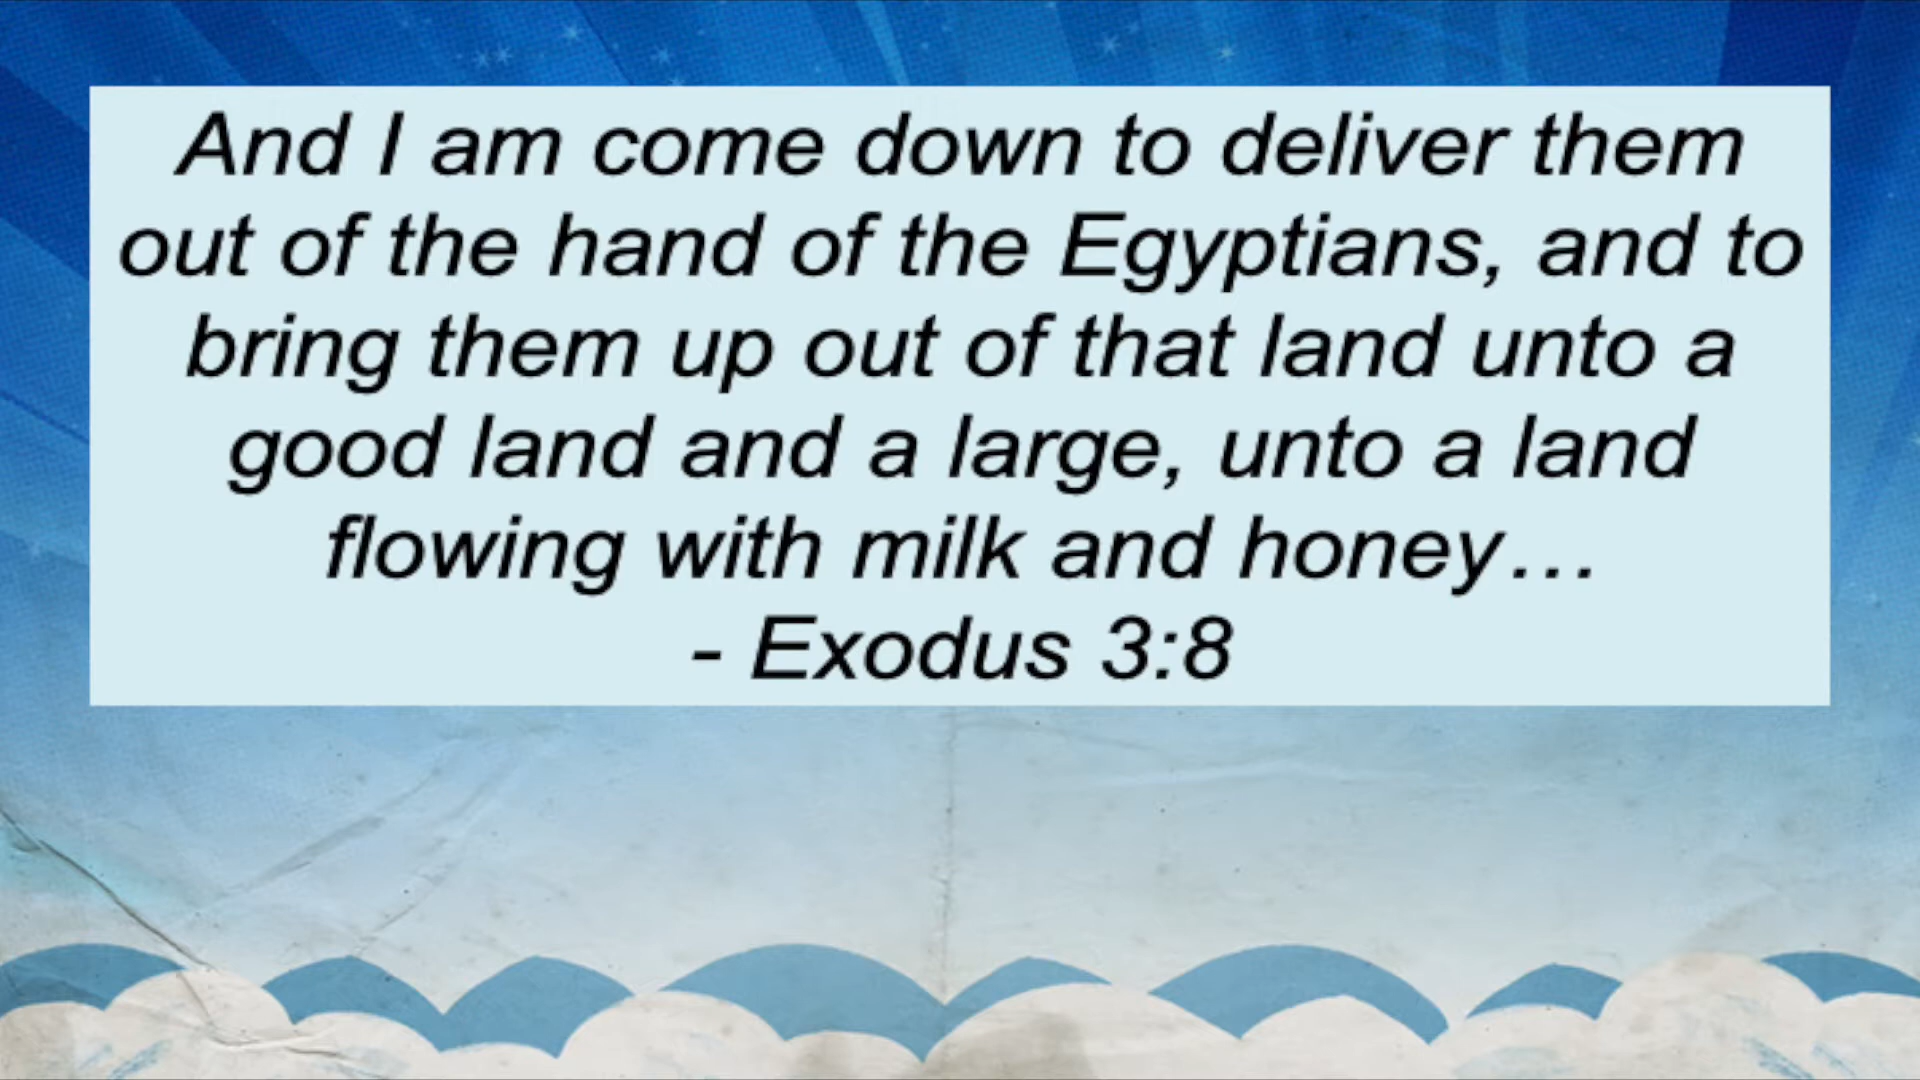 And I am come down to deliver them
out of the hand of the Egyptians, and to
bring them up out of that land unto a
good land and a large, unto a land
flowing with milk and honey…
- Exodus 3:8